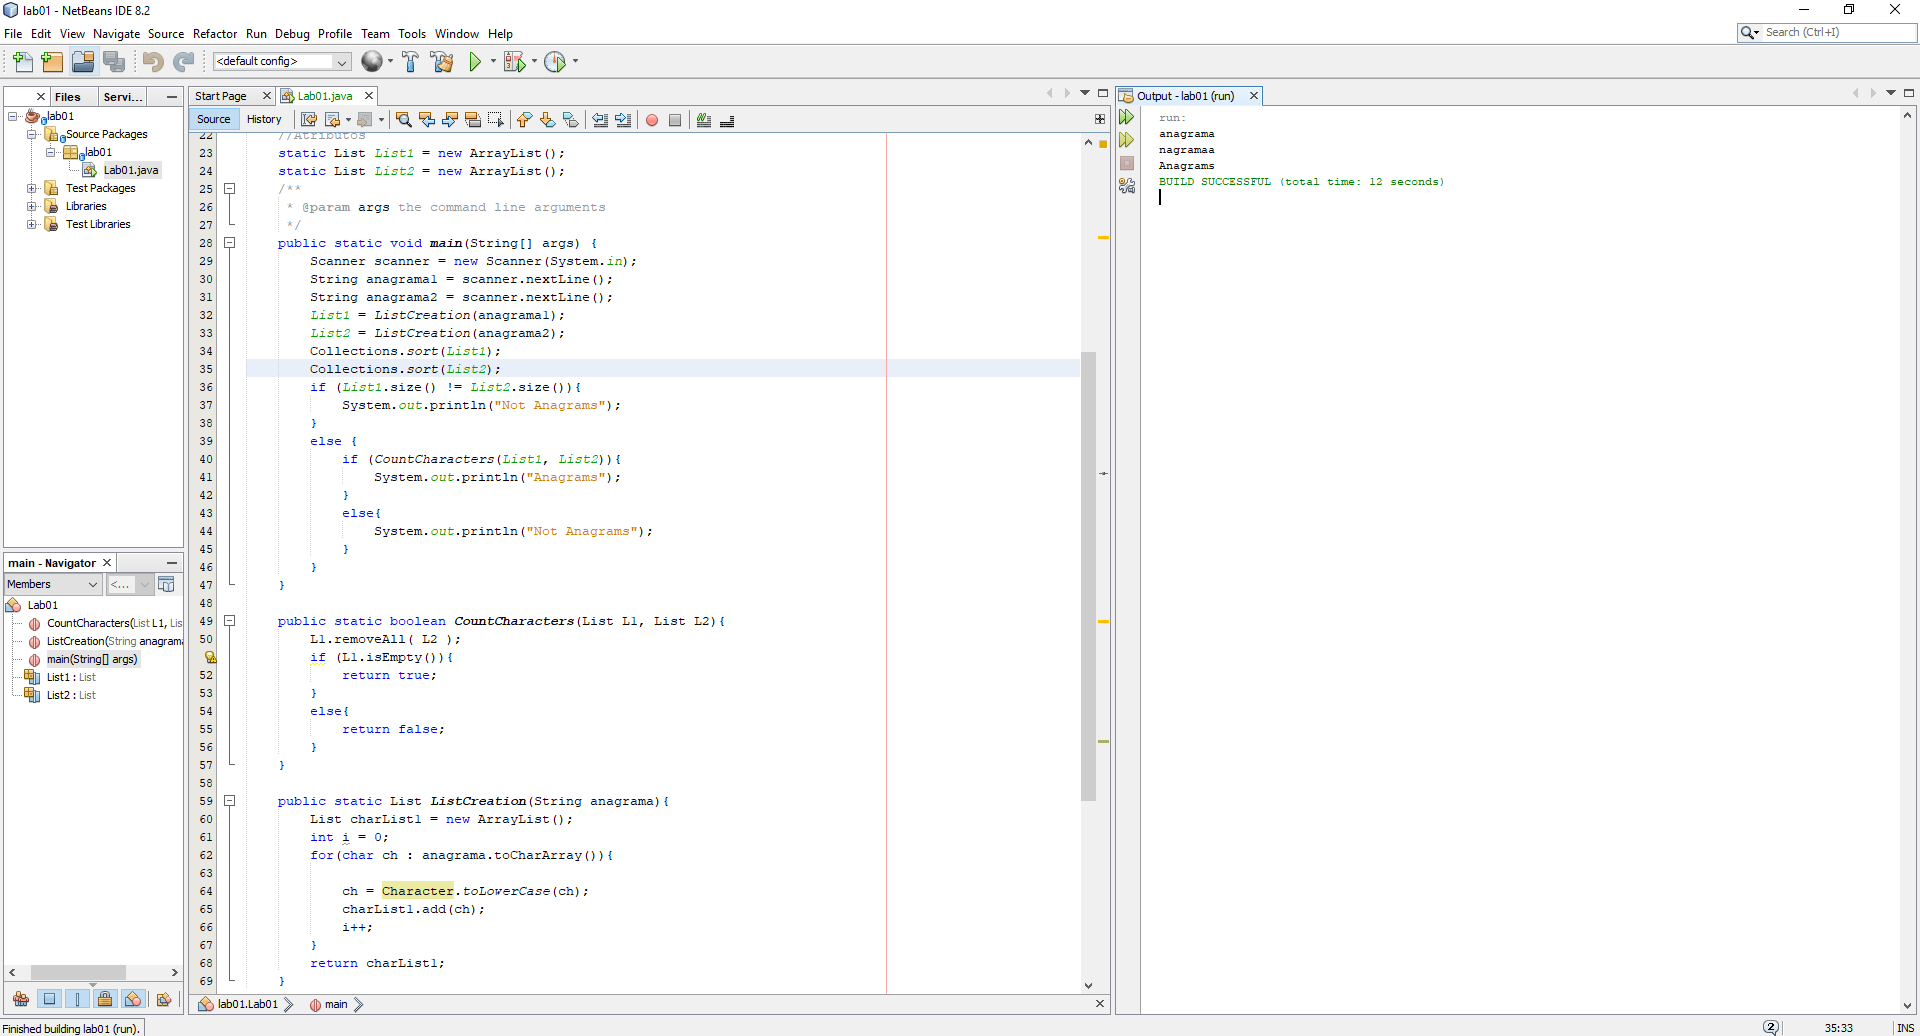 lab01 - NetBeans IDE 8.2
File Edit View Navigate Source Refactor Run Debug Profile Team Tools Window Help
Search (Ctrl+I)
<default config>
Files Servi...
lab01
Source Packages
lab01
Lab01.java
Test Packages
Libraries
Test Libraries
main - Navigator
Members <...
Lab01
CountCharacters(List L1, Lis
ListCreation(String anagrama
main(String[] args)
List1 : List
List2 : List
Start Page Lab01.java
Source History
22 //Atributos
23 static List List1 = new ArrayList();
24 static List List2 = new ArrayList();
25 /**
26 * @param args the command line arguments
27 */
28 public static void main(String[] args) {
29 Scanner scanner = new Scanner(System.in);
30 String anagrama1 = scanner.nextLine();
31 String anagrama2 = scanner.nextLine();
32 List1 = ListCreation(anagrama1);
33 List2 = ListCreation(anagrama2);
34 Collections.sort(List1);
35 Collections.sort(List2);
36 if (List1.size() != List2.size()){
37 System.out.println("Not Anagrams");
38 }
39 else {
40 if (CountCharacters(List1, List2)){
41 System.out.println("Anagrams");
42 }
43 else{
44 System.out.println("Not Anagrams");
45 }
46 }
47 }
48
49 public static boolean CountCharacters(List L1, List L2){
50 L1.removeAll( L2 );
if (L1.isEmpty()){
52 return true;
53 }
54 else{
55 return false;
56 }
57 }
58
59 public static List ListCreation(String anagrama){
60 List charList1 = new ArrayList();
61 int i = 0;
62 for(char ch : anagrama.toCharArray()){
63
64 ch = Character.toLowerCase(ch);
65 charList1.add(ch);
66 i++;
67 }
68 return charList1;
69 }
lab01.Lab01 main
Output - lab01 (run)
run:
anagrama
nagramaa
Anagrams
BUILD SUCCESSFUL (total time: 12 seconds)
Finished building lab01 (run).
2 35:33 INS